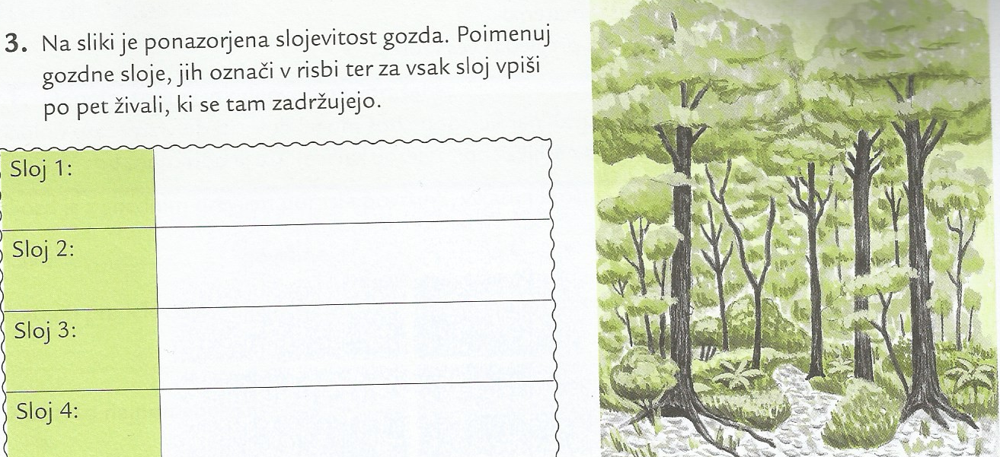 3. Na sliki je ponazorjena slojevitost gozda. Poimenuj
gozdne sloje, jih označi v risbi ter za vsak sloj vpiši
po pet živali, ki se tam zadržujejo.
Sloj 1:
Sloj 2:
Sloj 3:
Sloj 4: